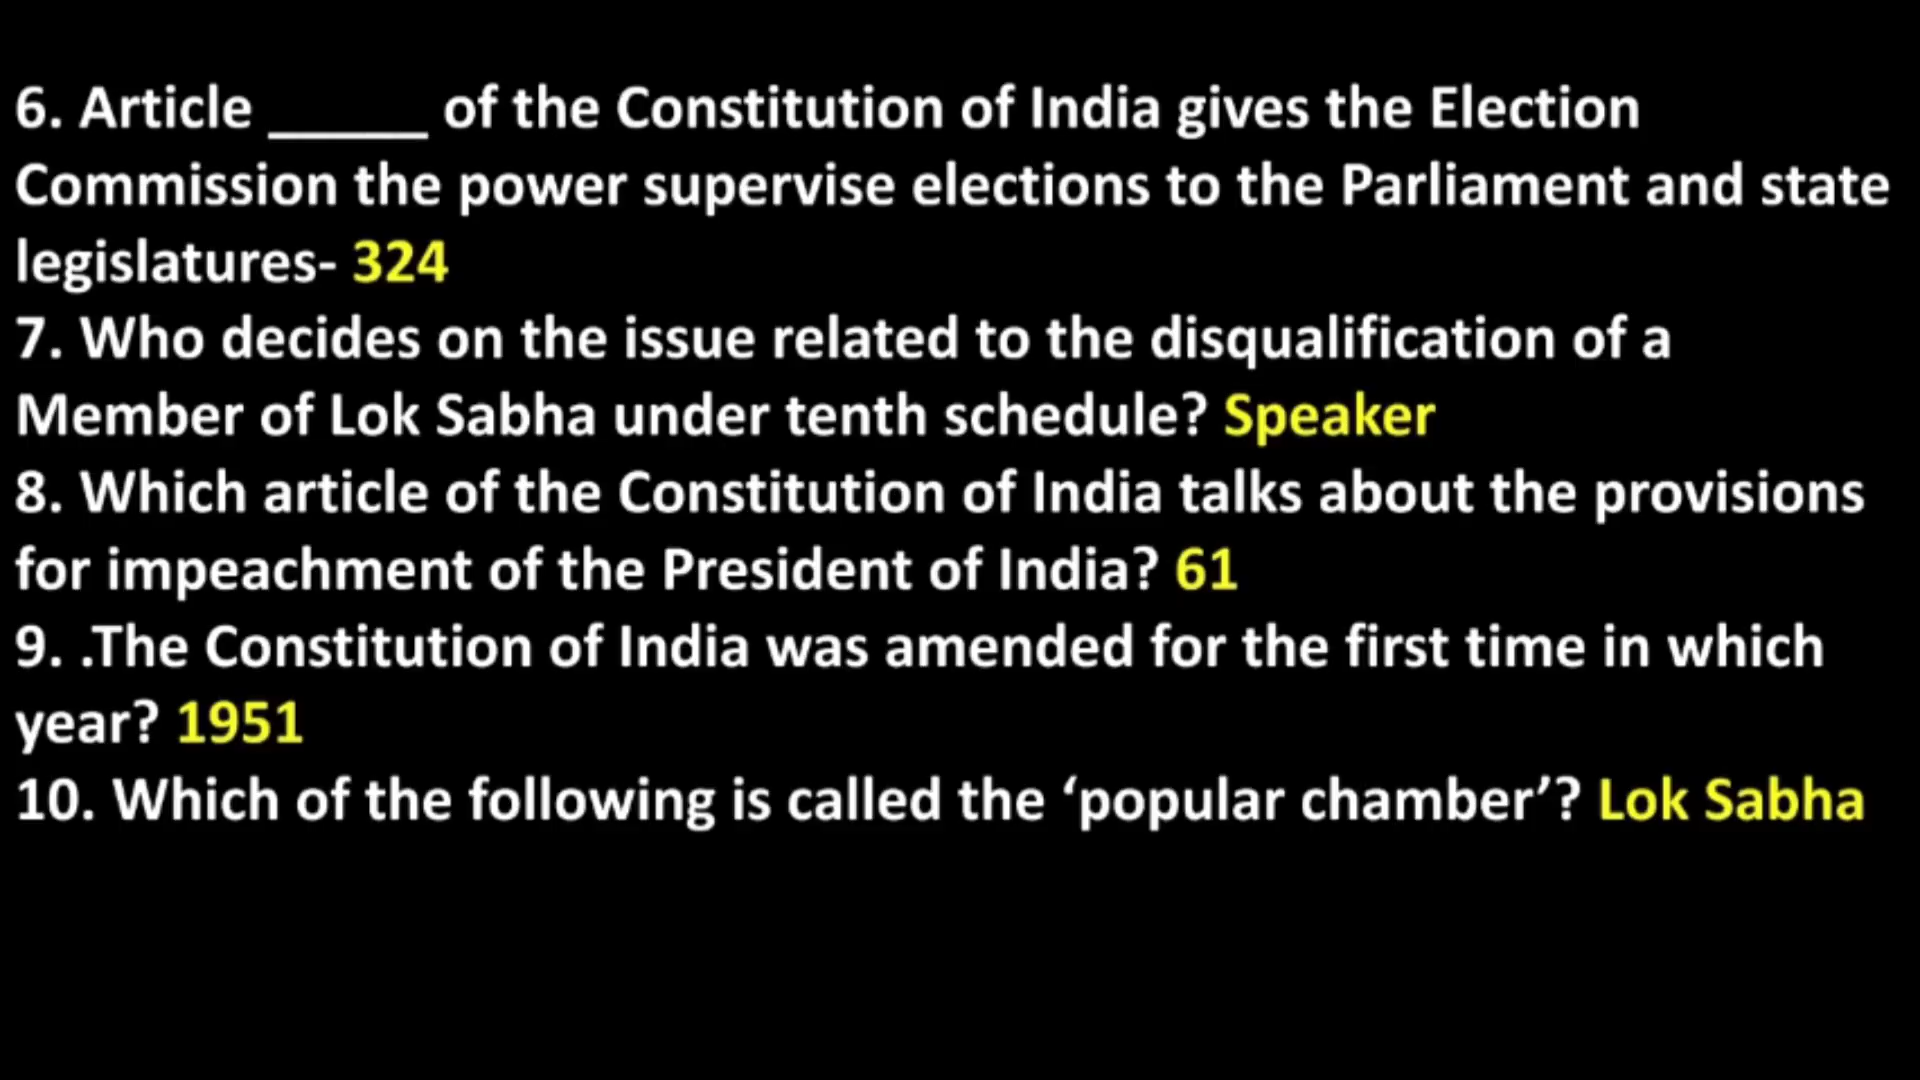 6. Article _____ of the Constitution of India gives the Election
Commission the power supervise elections to the Parliament and state
legislatures- 324
7. Who decides on the issue related to the disqualification of a
Member of Lok Sabha under tenth schedule? Speaker
8. Which article of the Constitution of India talks about the provisions
for impeachment of the President of India? 61
9. .The Constitution of India was amended for the first time in which
year? 1951
10. Which of the following is called the ‘popular chamber’? Lok Sabha